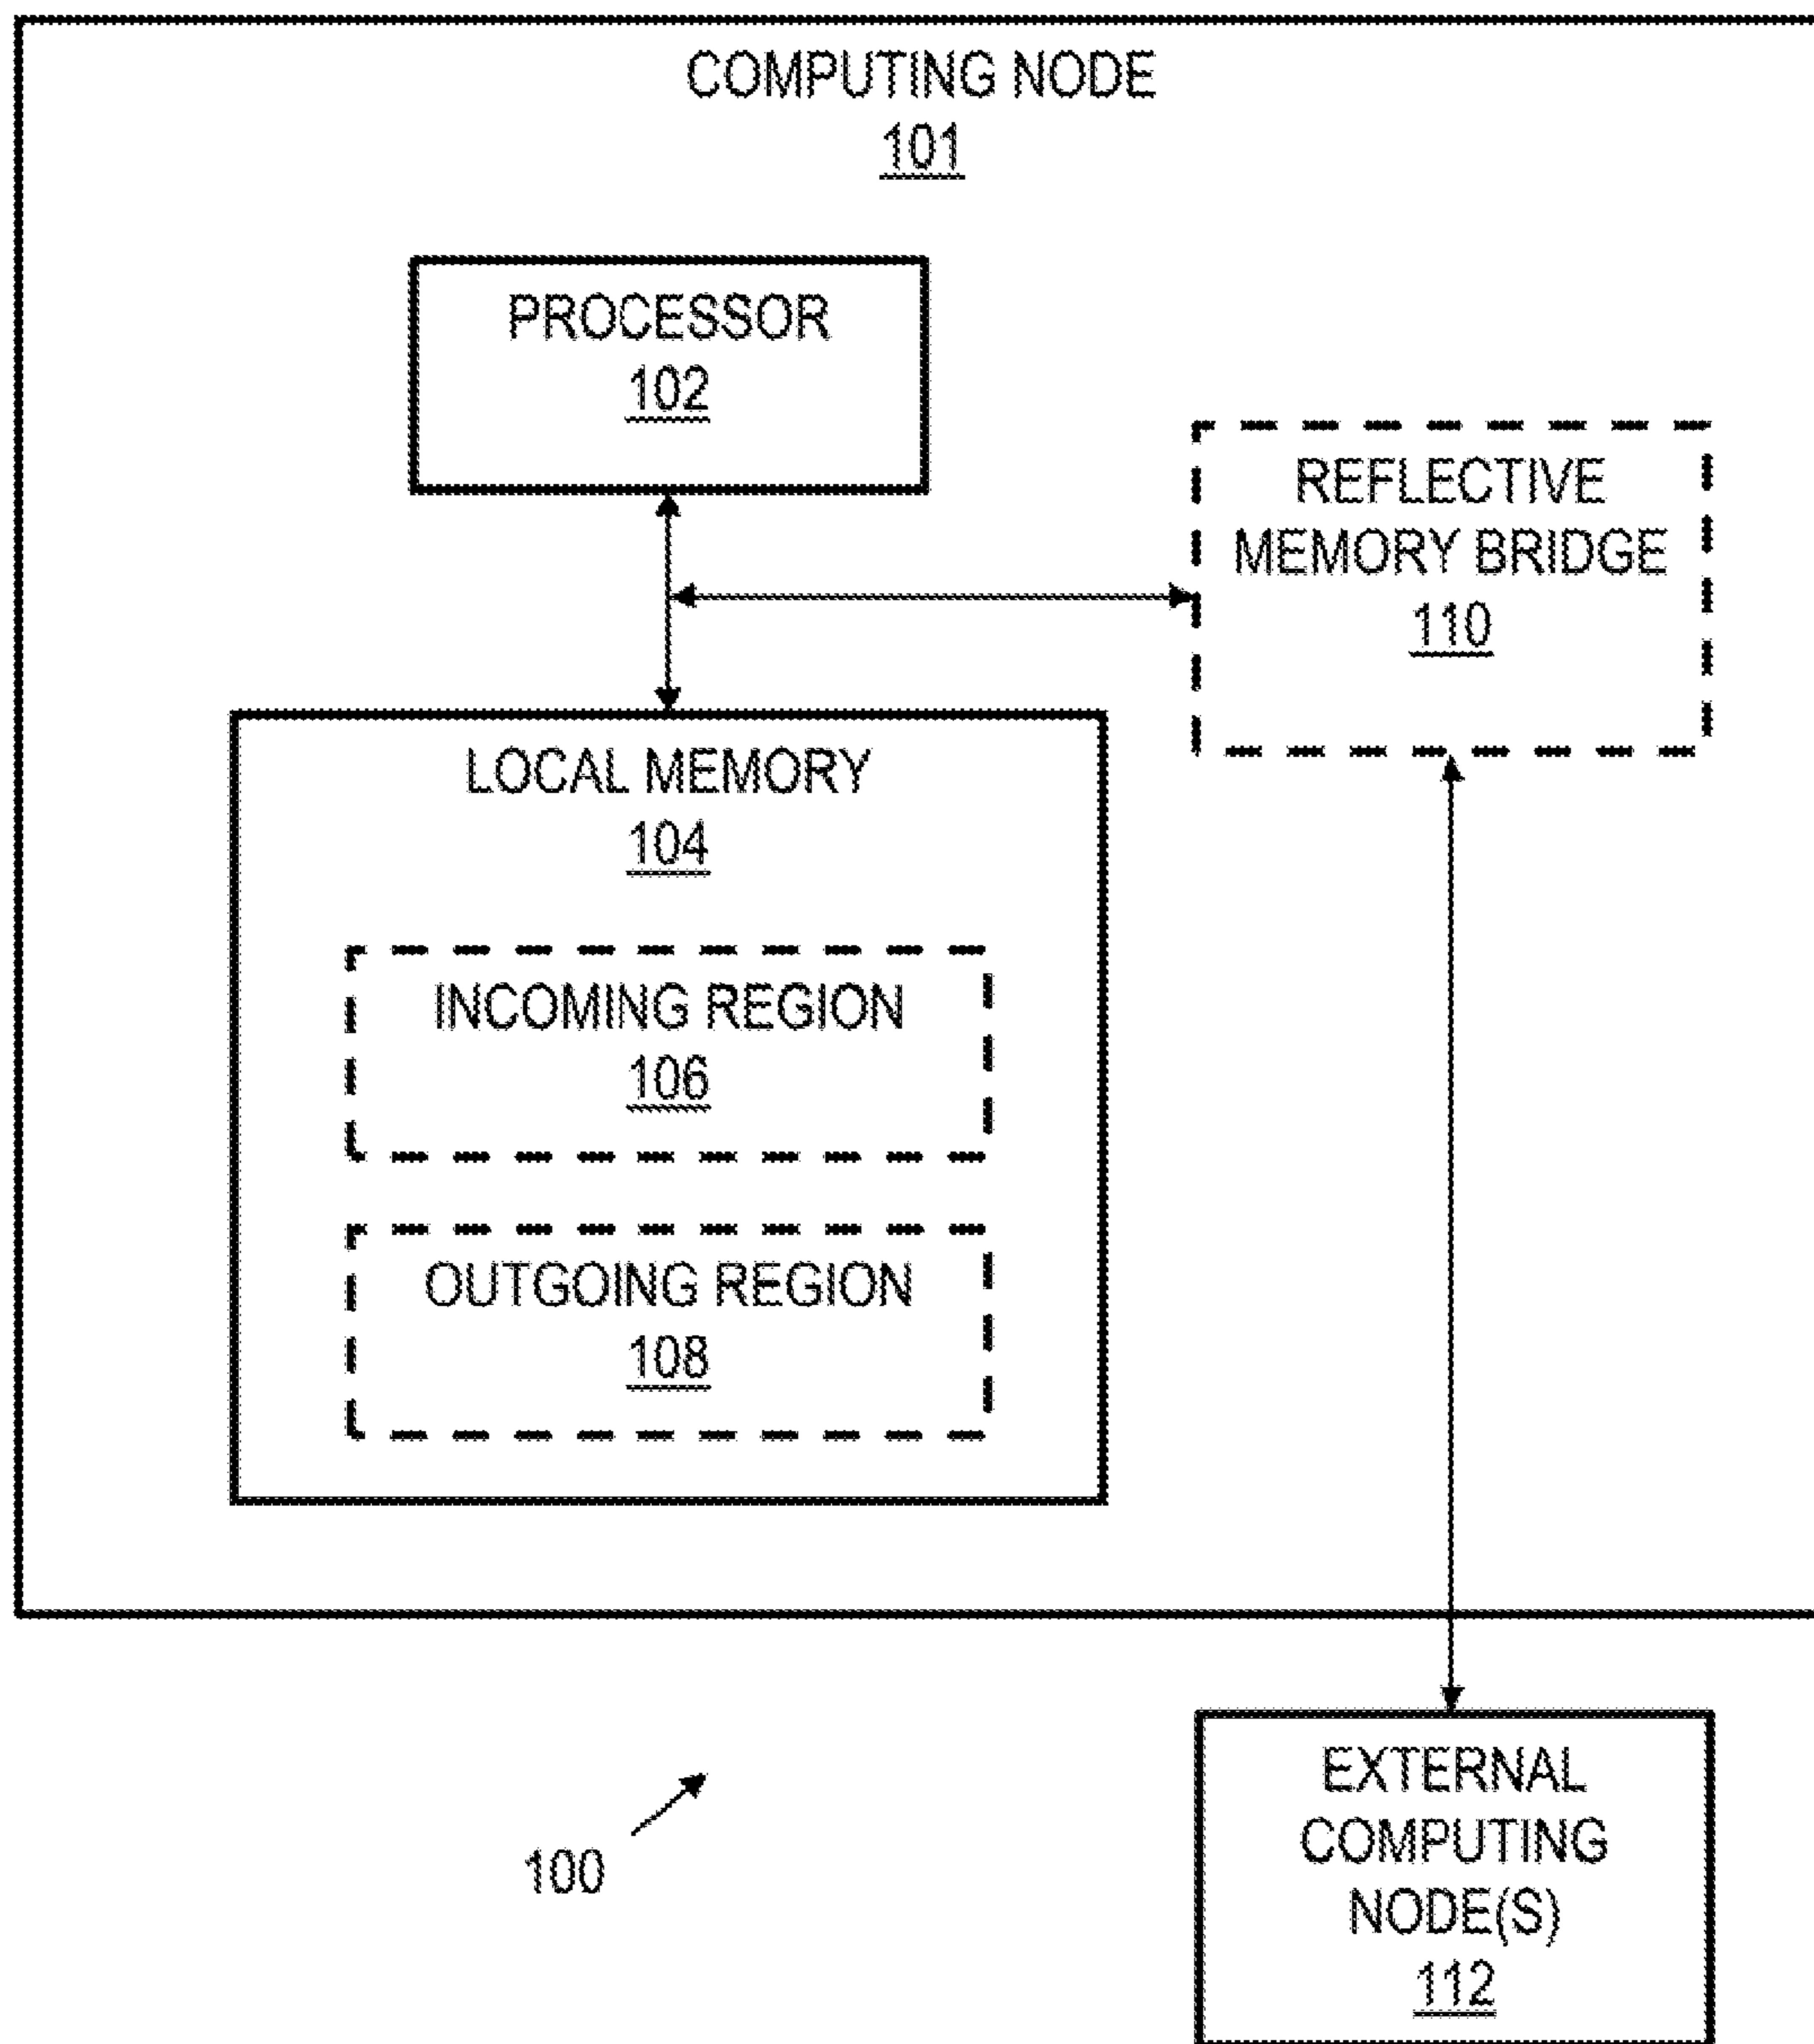 COMPUTING NODE
101
PROCESSOR
102
REFLECTIVE
MEMORY BRIDGE
110
LOCAL MEMORY
104
INCOMING REGION
106
OUTGOING REGION
108
100
EXTERNAL
COMPUTING
NODE(S)
112